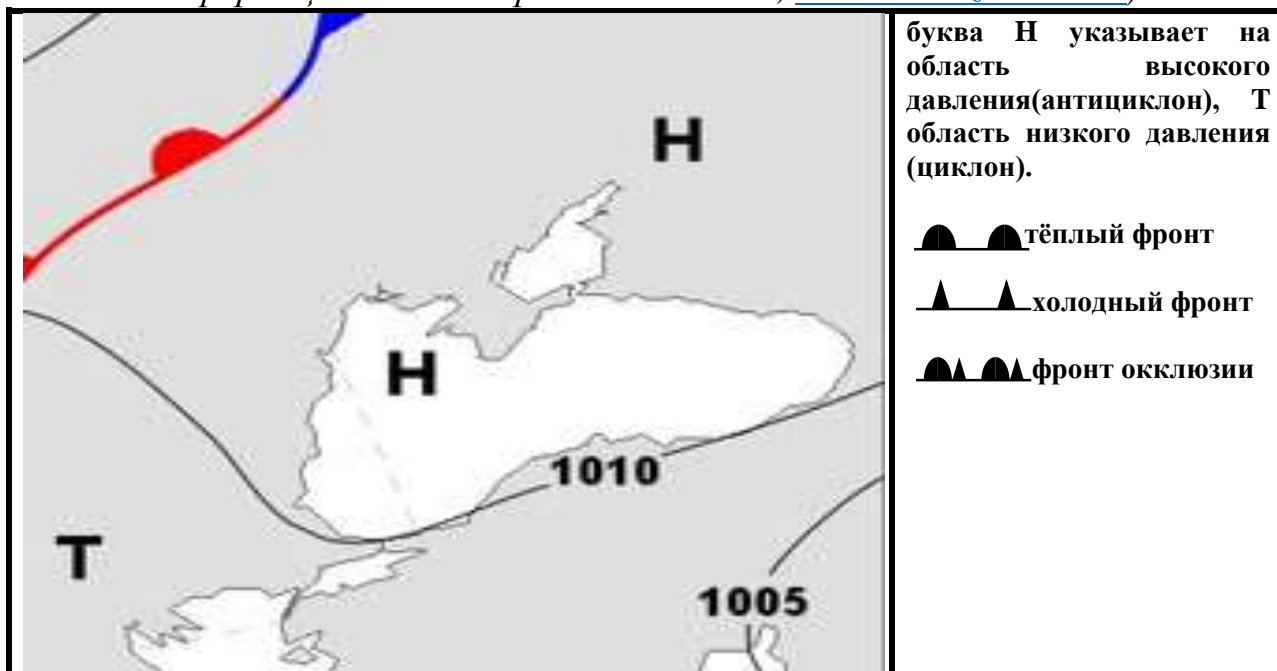 буква Н указывает на
область высокого
давления(антициклон), Т
область низкого давления
(циклон).
тёплый фронт
холодный фронт
фронт окклюзии
H
H
1010
T
1005